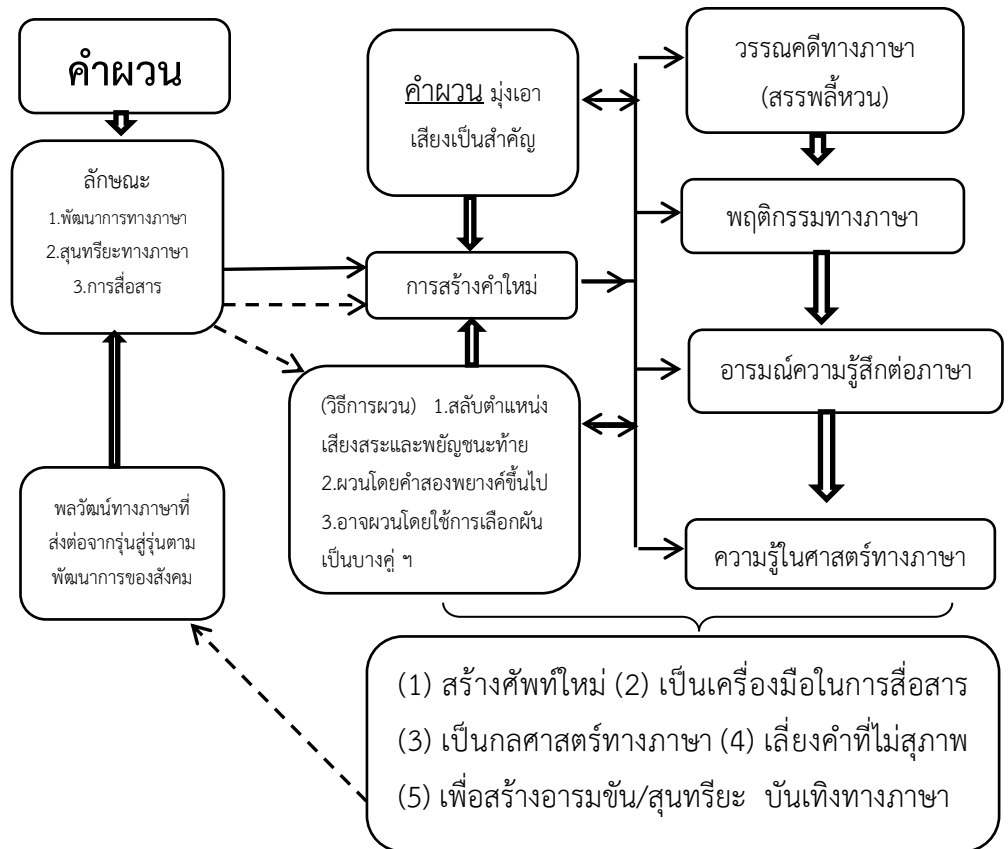 คำผวน
ลักษณะ
1.พัฒนาการทางภาษา
2.สุนทรียะทางภาษา
3.การสื่อสาร
พลวัฒน์ทางภาษาที่
ส่งต่อจากรุ่นสู่รุ่นตาม
พัฒนาการของสังคม
คำผวน มุ่งเอา
เสียงเป็นสำคัญ
การสร้างคำใหม่
(วิธีการผวน) 1.สลับตำแหน่ง
เสียงสระและพยัญชนะท้าย
2.ผวนโดยคำสองพยางค์ขึ้นไป
3.อาจผวนโดยใช้การเลือกผัน
เป็นบางคู่ ฯ
วรรณคดีทางภาษา
(สรรพลี้หวน)
พฤติกรรมทางภาษา
อารมณ์ความรู้สึกต่อภาษา
ความรู้ในศาสตร์ทางภาษา
(1) สร้างศัพท์ใหม่ (2) เป็นเครื่องมือในการสื่อสาร
(3) เป็นกลศาสตร์ทางภาษา (4) เลี่ยงคำที่ไม่สุภาพ
(5) เพื่อสร้างอารมขัน/สุนทรียะ บันเทิงทางภาษา